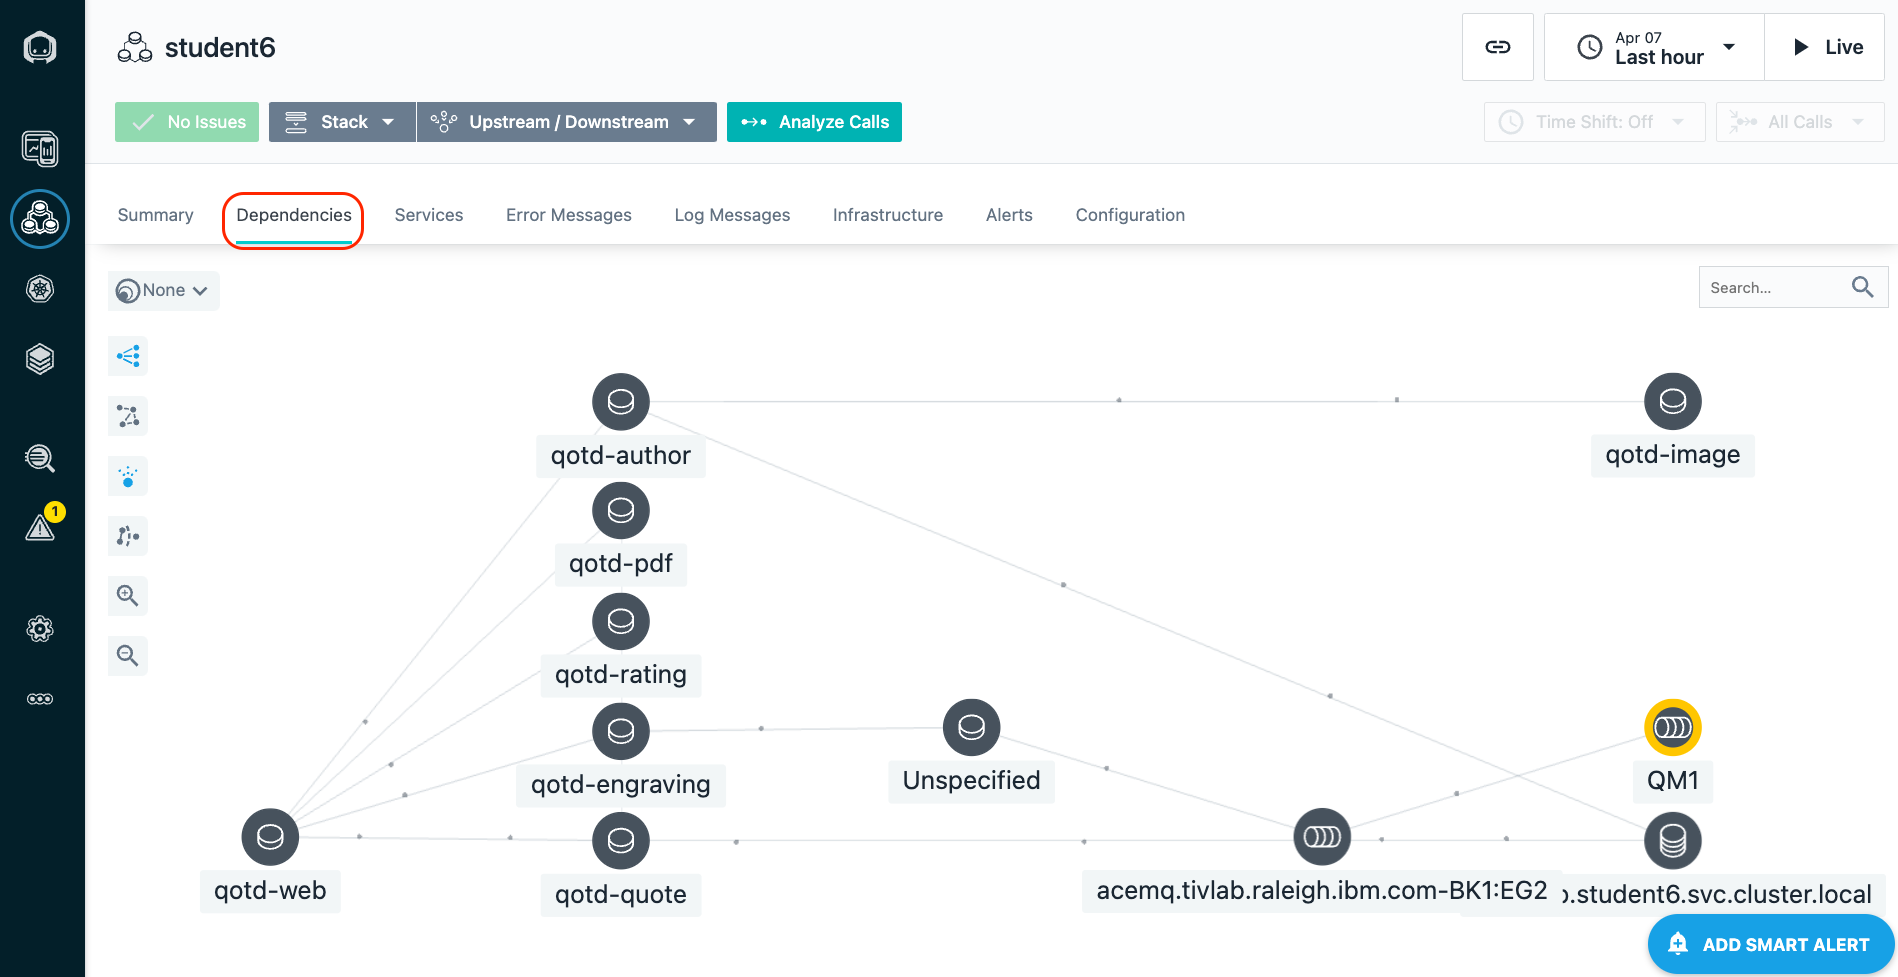 student6
Apr 07
Last hour
Live
No Issues
Stack
Upstream / Downstream
Analyze Calls
Time Shift: Off
All Calls
Summary
Dependencies
Services
Error Messages
Log Messages
Infrastructure
Alerts
Configuration
None
Search...
1
qotd-author
qotd-image
qotd-pdf
qotd-rating
qotd-engraving
Unspecified
QM1
qotd-web
qotd-quote
acemq.tivlab.raleigh.ibm.com-BK1:EG2
.student6.svc.cluster.local
ADD SMART ALERT